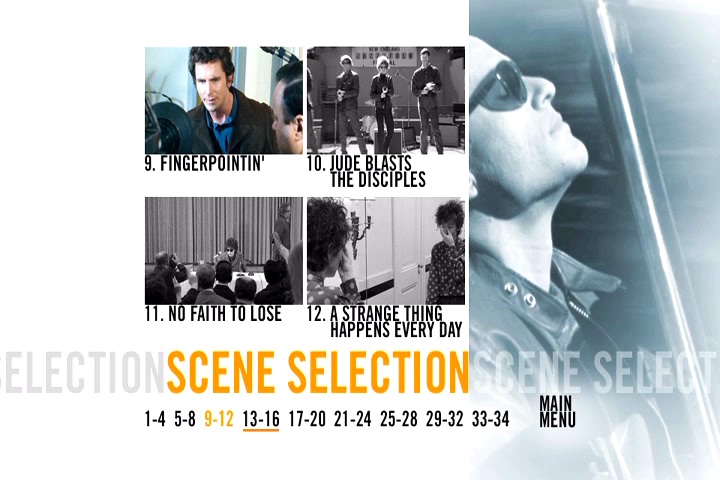 NEW ENGLAND
9. FINGERPOINTIN'
10. JUDE BLASTS
THE DISCIPLES
11. NO FAITH TO LOSE
12. A STRANGE THING
HAPPENS EVERY DAY
SELECTION SCENE SELECTION SCENE SELECT
1-4 5-8 9-12 13-16 17-20 21-24 25-28 29-32 33-34
MAIN
MENU